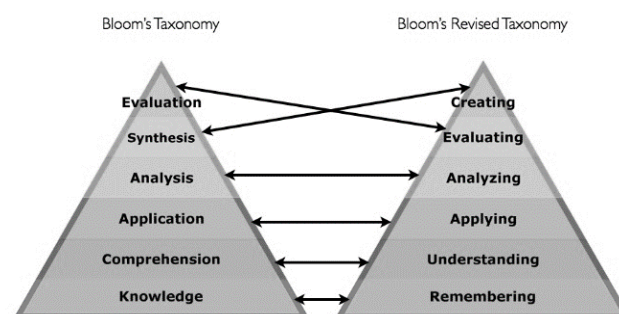 Bloom's Taxonomy
Bloom's Revised Taxonomy
Evaluation
Synthesis
Analysis
Application
Comprehension
Knowledge
Creating
Evaluating
Analyzing
Applying
Understanding
Remembering